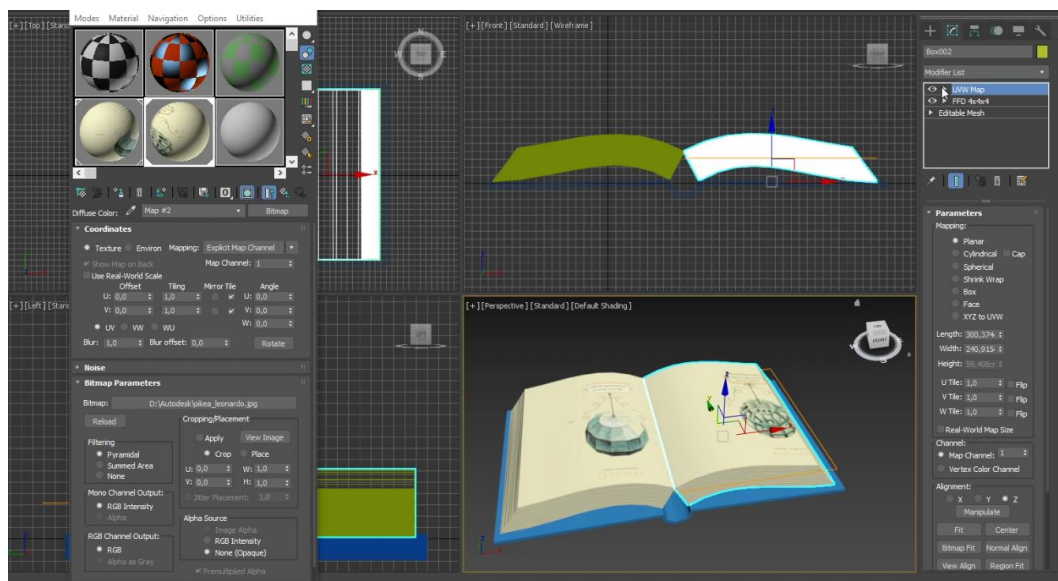 Modes Material Navigation Options Utilities
[+][Top][Stand
[+][Front][Standard][Wireframe]
Box002
Modifier List
UVW Map
FFD 4x4x4
Editable Mesh
Diffuse Color: Map #2 Bitmap
Coordinates
Texture Environ Mapping: Explicit Map Channel
Show Map on Back Map Channel: 1
Use Real-World Scale
Offset Tiling Mirror Tile Angle
U: 0,0 1,0 U: 0,0
V: 0,0 1,0 V: 0,0
W: 0,0
UV VW WU
Blur: 1,0 Blur offset: 0,0 Rotate
Noise
Bitmap Parameters
Bitmap: D:\Autodesk\pikea_leonardo.jpg
Reload
Cropping/Placement
Apply View Image
Crop Place
U: 0,0 W: 1,0
V: 0,0 H: 1,0
Jitter Placement: 1,0
Filtering
Pyramidal
Summed Area
None
Mono Channel Output:
RGB Intensity
Alpha
RGB Channel Output:
RGB
Alpha as Gray
Alpha Source
Image Alpha
RGB Intensity
None (Opaque)
Premultiplied Alpha
[+][Left][Stand
[+][Perspective][Standard][Default Shading]
Parameters
Mapping:
Planar
Cylindrical Cap
Spherical
Shrink Wrap
Box
Face
XYZ to UVW
Length: 300,374
Width: 240,915
Height: 59,408
U Tile: 1,0 Flip
V Tile: 1,0 Flip
W Tile: 1,0 Flip
Real-World Map Size
Channel:
Map Channel: 1
Vertex Color Channel
Alignment:
X Y Z
Manipulate
Fit Center
Bitmap Fit Normal Align
View Align Region Fit